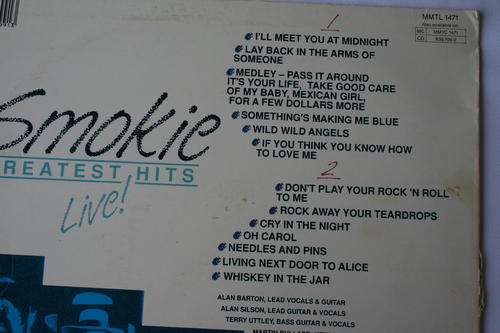 MMTL 1471
Also available on:
MC MMTC 1471
CD
1
I'LL MEET YOU AT MIDNIGHT
LAY BACK IN THE ARMS OF
SOMEONE
MEDLEY – PASS IT AROUND
IT'S YOUR LIFE, TAKE GOOD CARE
OF MY BABY, MEXICAN GIRL,
FOR A FEW DOLLARS MORE
SOMETHING'S MAKING ME BLUE
WILD WILD ANGELS
IF YOU THINK YOU KNOW HOW
TO LOVE ME
Smokie
GREATEST HITS
Live!
2
DON'T PLAY YOUR ROCK 'N ROLL
TO ME
ROCK AWAY YOUR TEARDROPS
CRY IN THE NIGHT
OH CAROL
NEEDLES AND PINS
LIVING NEXT DOOR TO ALICE
WHISKEY IN THE JAR
ALAN BARTON, LEAD VOCALS & GUITAR
ALAN SILSON, LEAD GUITAR & VOCALS
TERRY UTTLEY, BASS GUITAR & VOCALS